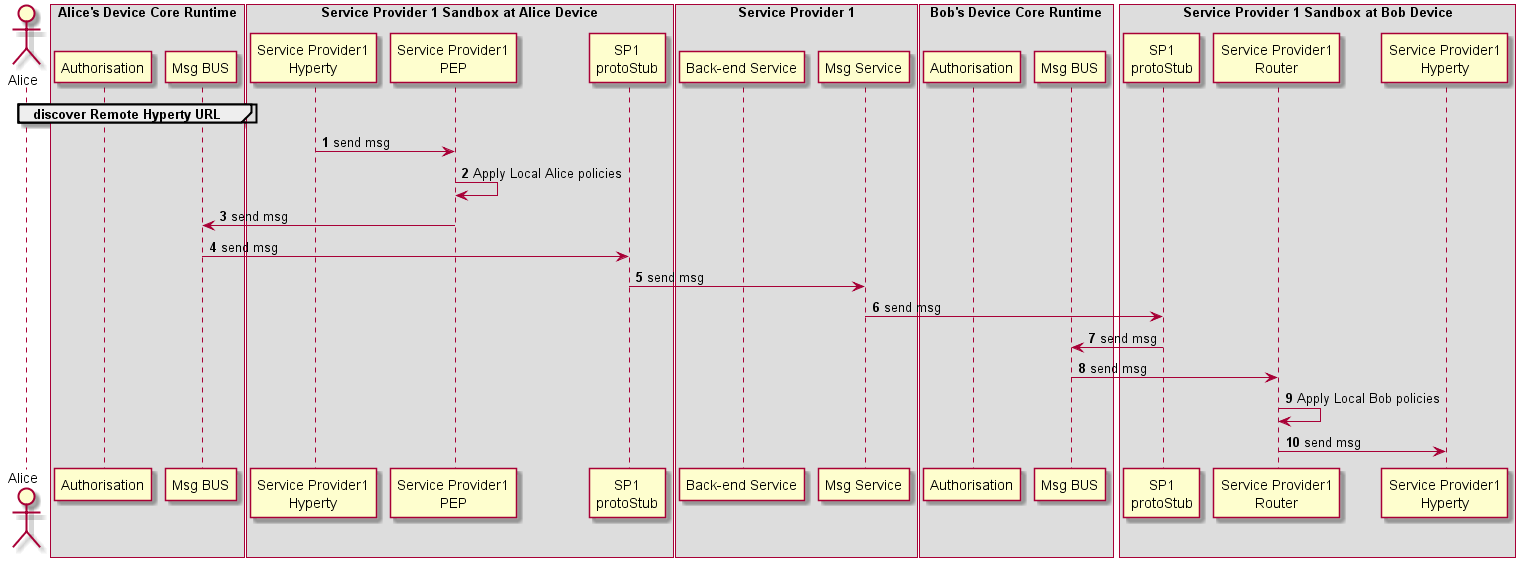 Alice's Device Core Runtime
Service Provider 1 Sandbox at Alice Device
Service Provider 1
Bob's Device Core Runtime
Service Provider 1 Sandbox at Bob Device
Alice
Authorisation
Msg BUS
Service Provider1
Hyperty
Service Provider1
PEP
SP1
protoStub
Back-end Service
Msg Service
Authorisation
Msg BUS
SP1
protoStub
Service Provider1
Router
Service Provider1
Hyperty
discover Remote Hyperty URL
1 send msg
2 Apply Local Alice policies
3 send msg
4 send msg
5 send msg
6 send msg
7 send msg
8 send msg
9 Apply Local Bob policies
10 send msg
Alice
Authorisation
Msg BUS
Service Provider1
Hyperty
Service Provider1
PEP
SP1
protoStub
Back-end Service
Msg Service
Authorisation
Msg BUS
SP1
protoStub
Service Provider1
Router
Service Provider1
Hyperty